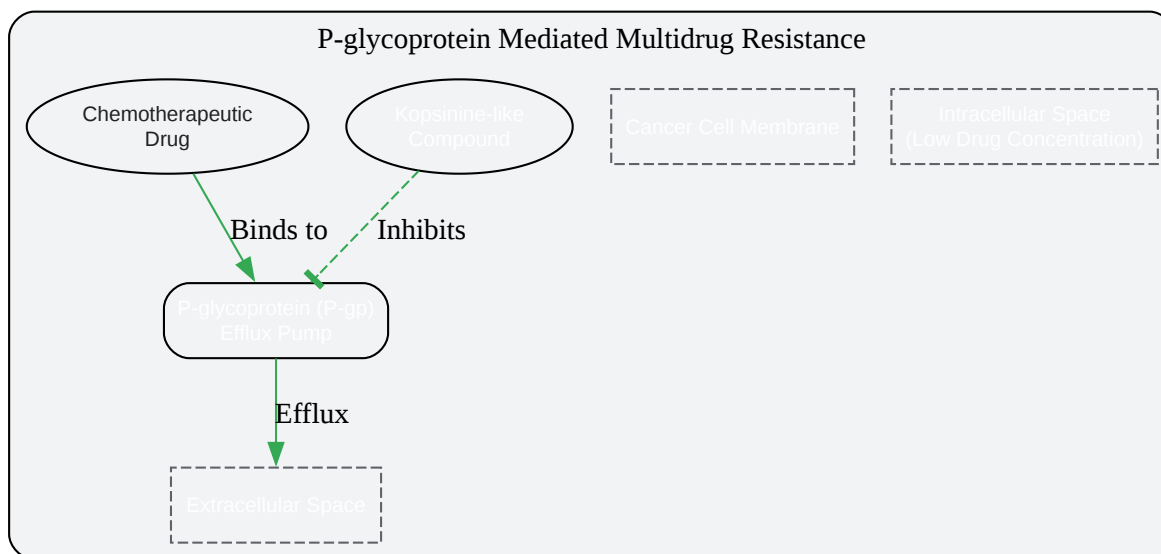 P-glycoprotein Mediated Multidrug Resistance
Chemotherapeutic
Drug
Kopsinine-like
Compound
Cancer Cell Membrane
Intracellular Space
(Low Drug Concentration)
Binds to
Inhibits
P-glycoprotein (P-gp)
Efflux Pump
Efflux
Extracellular Space